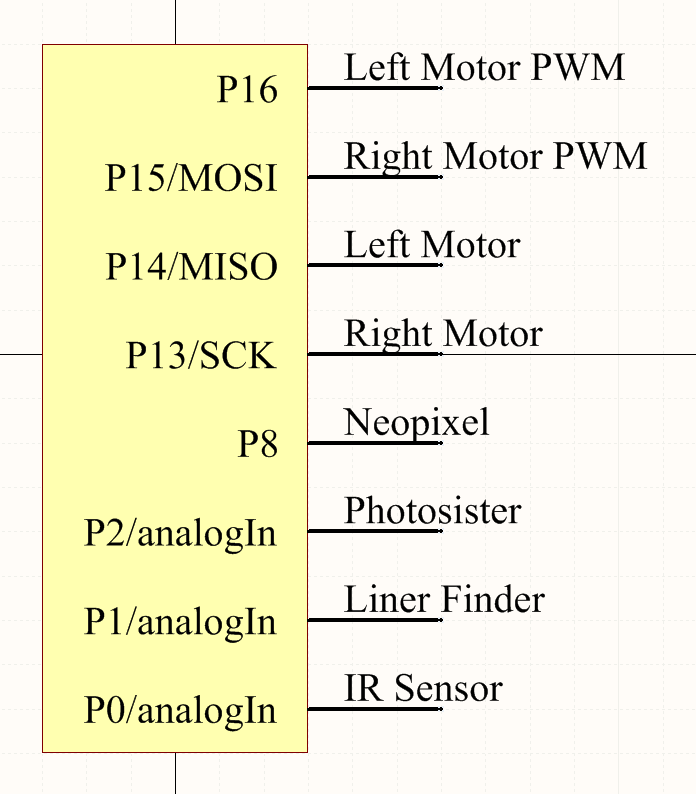 P16 Left Motor PWM
P15/MOSI Right Motor PWM
P14/MISO Left Motor
P13/SCK Right Motor
P8 Neopixel
P2/analogIn Photosister
P1/analogIn Liner Finder
P0/analogIn IR Sensor